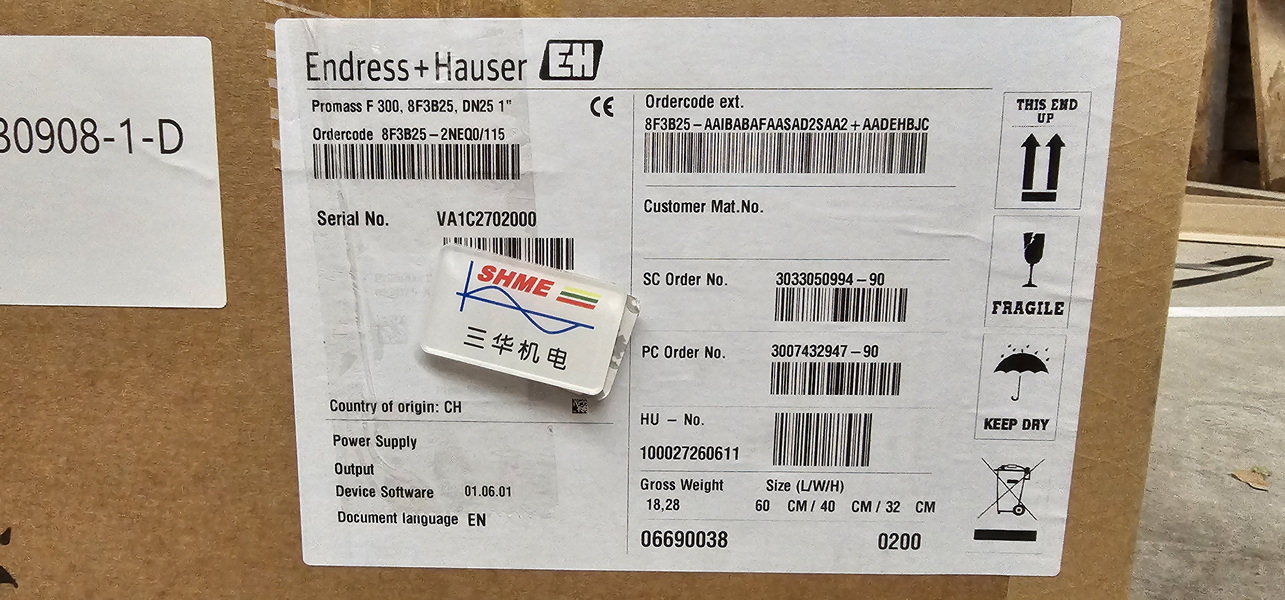 30908-1-D
Endress+Hauser EH
Promass F 300, 8F3B25, DN25 1"
CE
Ordercode 8F3B25-2NEQ0/115
Serial No. VA1C2702000
SHME
三华机电
Country of origin: CH
Power Supply
Output
Device Software 01.06.01
Document language EN
Ordercode ext.
8F3B25-AAIBABAFAASAD2SAA2+AADEHBJC
Customer Mat.No.
SC Order No. 3033050994-90
PC Order No. 3007432947-90
HU - No.
100027260611
Gross Weight Size (L/W/H)
18,28 60 CM / 40 CM / 32 CM
06690038 0200
THIS END
UP
FRAGILE
KEEP DRY